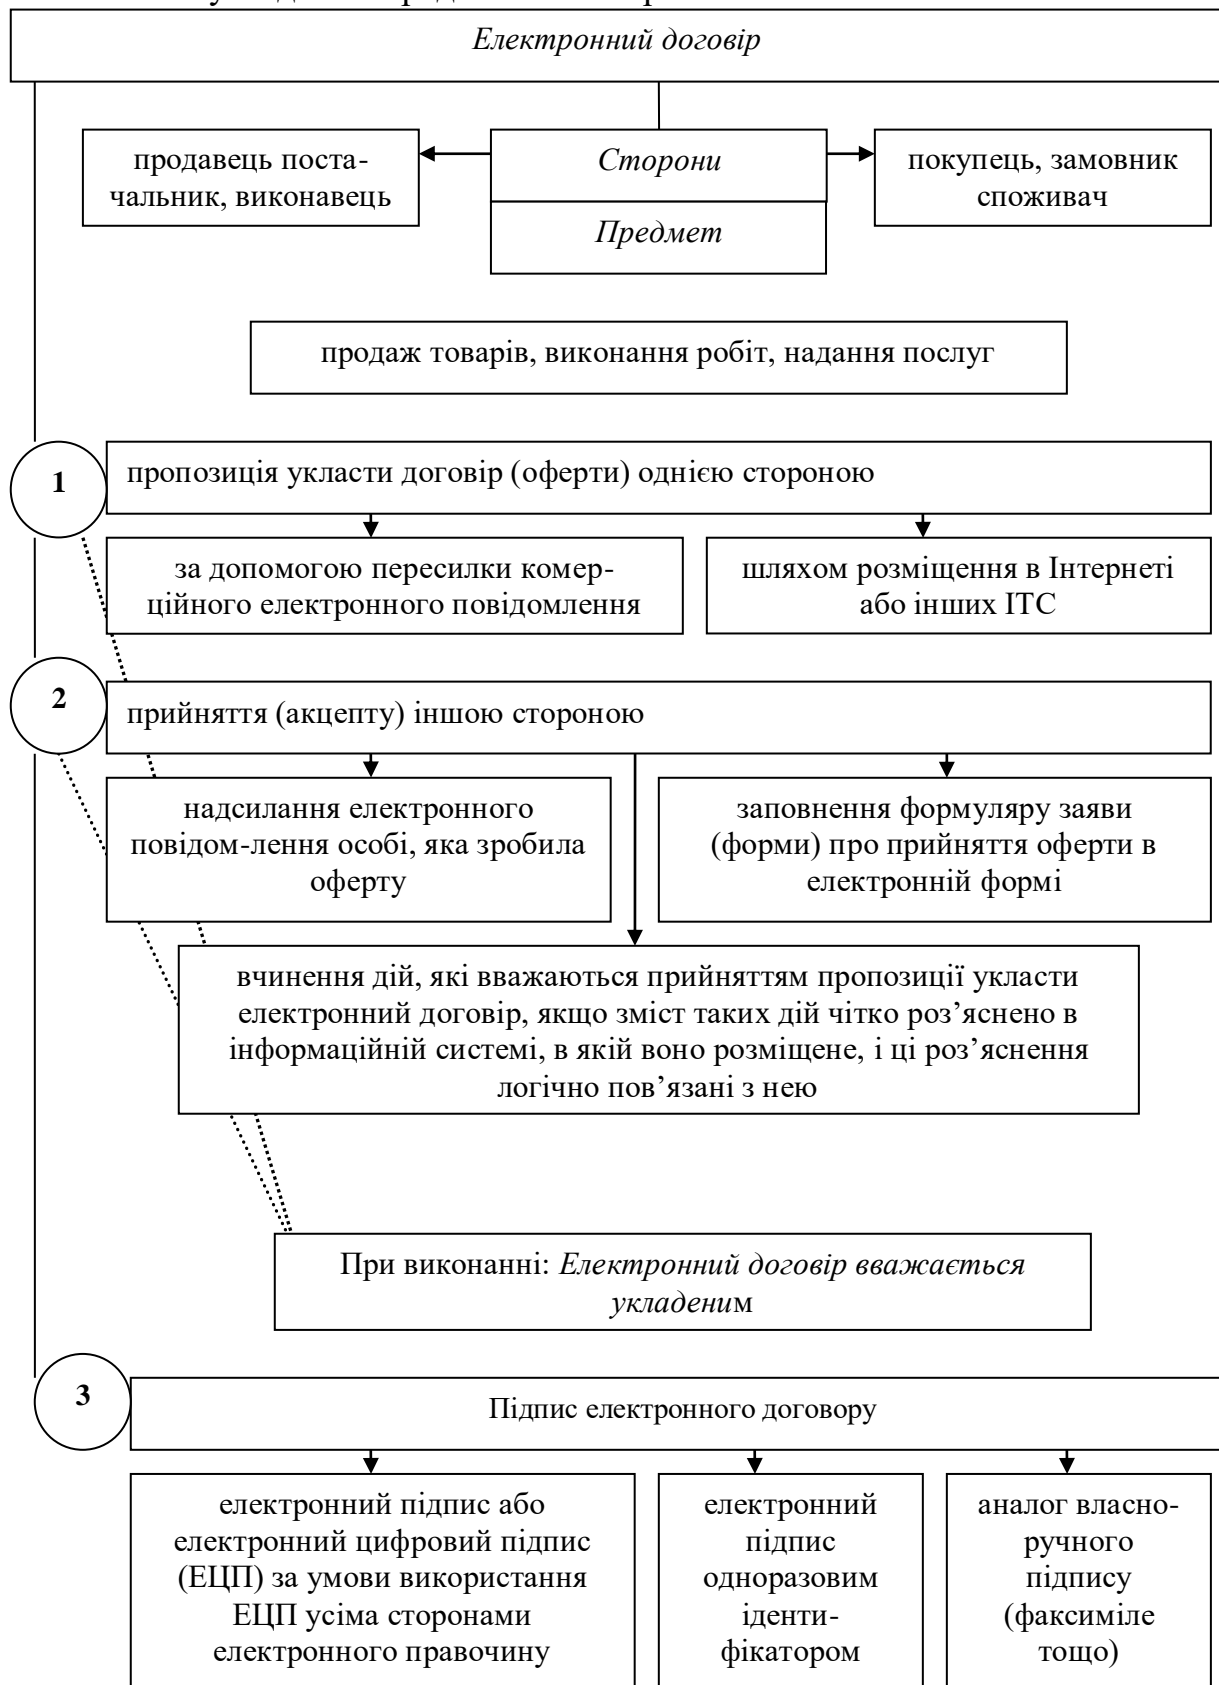 Електронний договір
продавець поста-
чальник, виконавець
Сторони
покупець, замовник
споживач
Предмет
продаж товарів, виконання робіт, надання послуг
1
пропозиція укласти договір (оферти) однією стороною
за допомогою пересилки комер-
ційного електронного повідомлення
шляхом розміщення в Інтернеті
або інших ІТС
2
прийняття (акцепту) іншою стороною
надсилання електронного
повідом-лення особі, яка зробила
оферту
заповнення формуляру заяви
(форми) про прийняття оферти в
електронній формі
вчинення дій, які вважаються прийняттям пропозиції укласти
електронний договір, якщо зміст таких дій чітко роз’яснено в
інформаційній системі, в якій воно розміщене, і ці роз’яснення
логічно пов’язані з нею
При виконанні: Електронний договір вважається
укладеним
3
Підпис електронного договору
електронний підпис або
електронний цифровий підпис
(ЕЦП) за умови використання
ЕЦП усіма сторонами
електронного правочину
електронний
підпис
одноразовим
іденти-
фікатором
аналог власно-
ручного
підпису
(факсиміле
тощо)